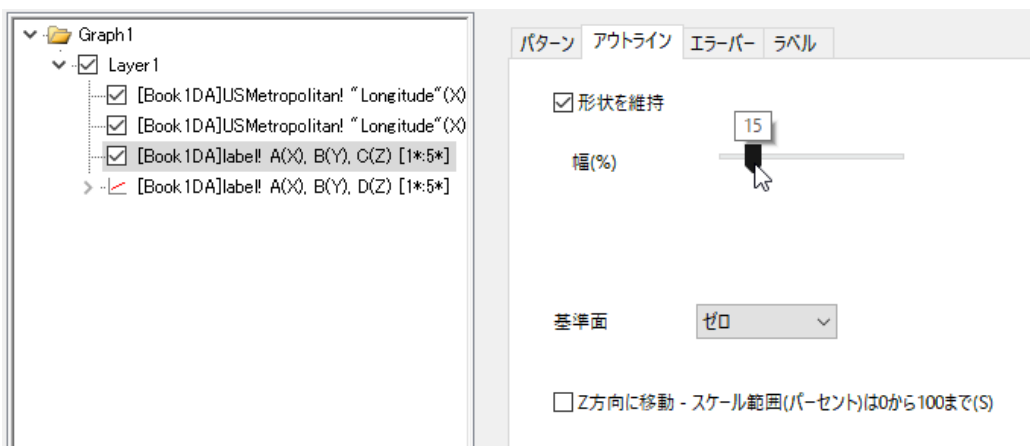 Graph1
Layer1
[Book1DA]USMetropolitan! "Longitude"(X)
[Book1DA]USMetropolitan! "Longitude"(X)
[Book1DA]label! A(X), B(Y), C(Z) [1*:5*]
[Book1DA]label! A(X), B(Y), D(Z) [1*:5*]
パターン アウトライン エラーバー ラベル
形状を維持
15
幅(%)
基準面 ゼロ
Z方向に移動 - スケール範囲(パーセント)は0から100まで(S)